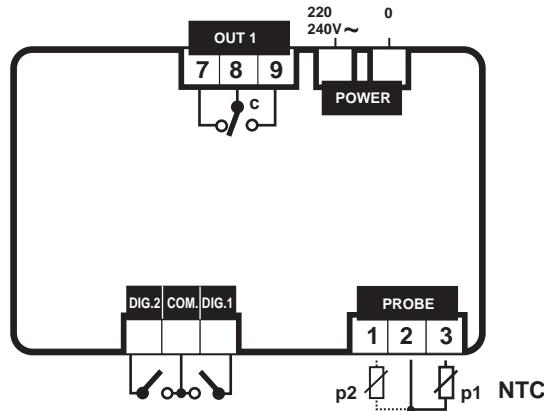 220
240V~ 0
OUT 1
7 8 9
POWER
c
DIG.2 COM. DIG.1
PROBE
1 2 3
p2 p1 NTC